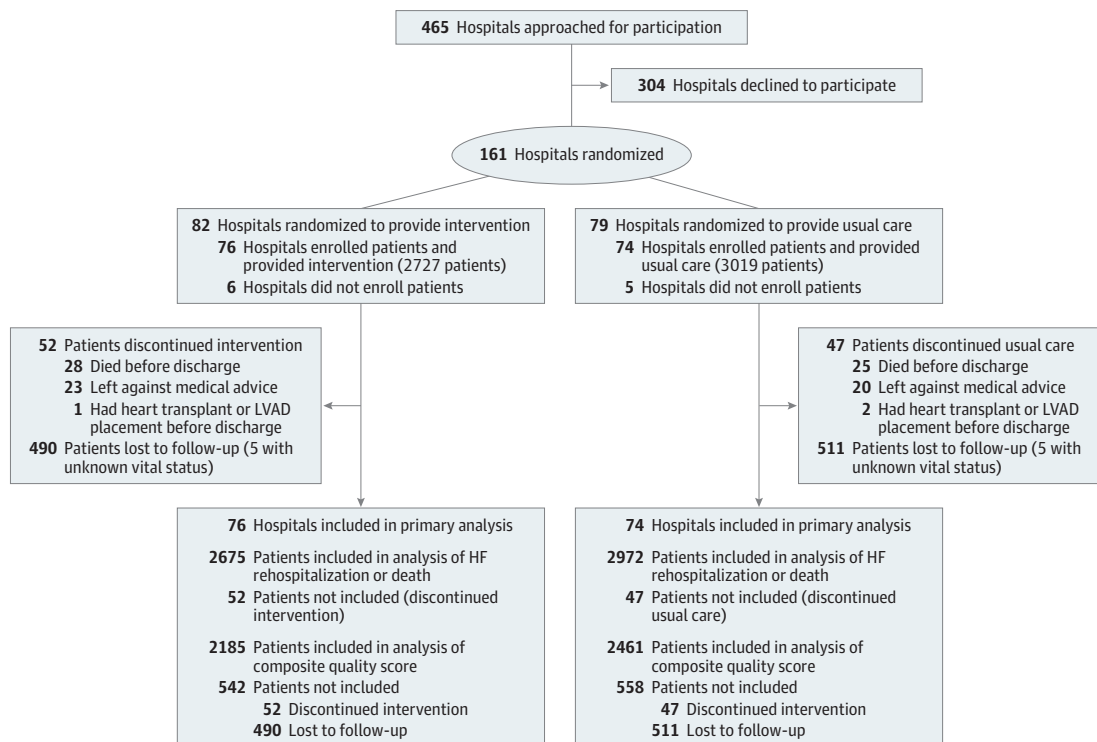 465 Hospitals approached for participation
304 Hospitals declined to participate
161 Hospitals randomized
82 Hospitals randomized to provide intervention
76 Hospitals enrolled patients and
provided intervention (2727 patients)
6 Hospitals did not enroll patients
79 Hospitals randomized to provide usual care
74 Hospitals enrolled patients and provided
usual care (3019 patients)
5 Hospitals did not enroll patients
52 Patients discontinued intervention
28 Died before discharge
23 Left against medical advice
1 Had heart transplant or LVAD
placement before discharge
490 Patients lost to follow-up (5 with
unknown vital status)
47 Patients discontinued usual care
25 Died before discharge
20 Left against medical advice
2 Had heart transplant or LVAD
placement before discharge
511 Patients lost to follow-up (5 with
unknown vital status)
76 Hospitals included in primary analysis
2675 Patients included in analysis of HF
rehospitalization or death
52 Patients not included (discontinued
intervention)
2185 Patients included in analysis of
composite quality score
542 Patients not included
52 Discontinued intervention
490 Lost to follow-up
74 Hospitals included in primary analysis
2972 Patients included in analysis of HF
rehospitalization or death
47 Patients not included (discontinued
usual care)
2461 Patients included in analysis of
composite quality score
558 Patients not included
47 Discontinued intervention
511 Lost to follow-up